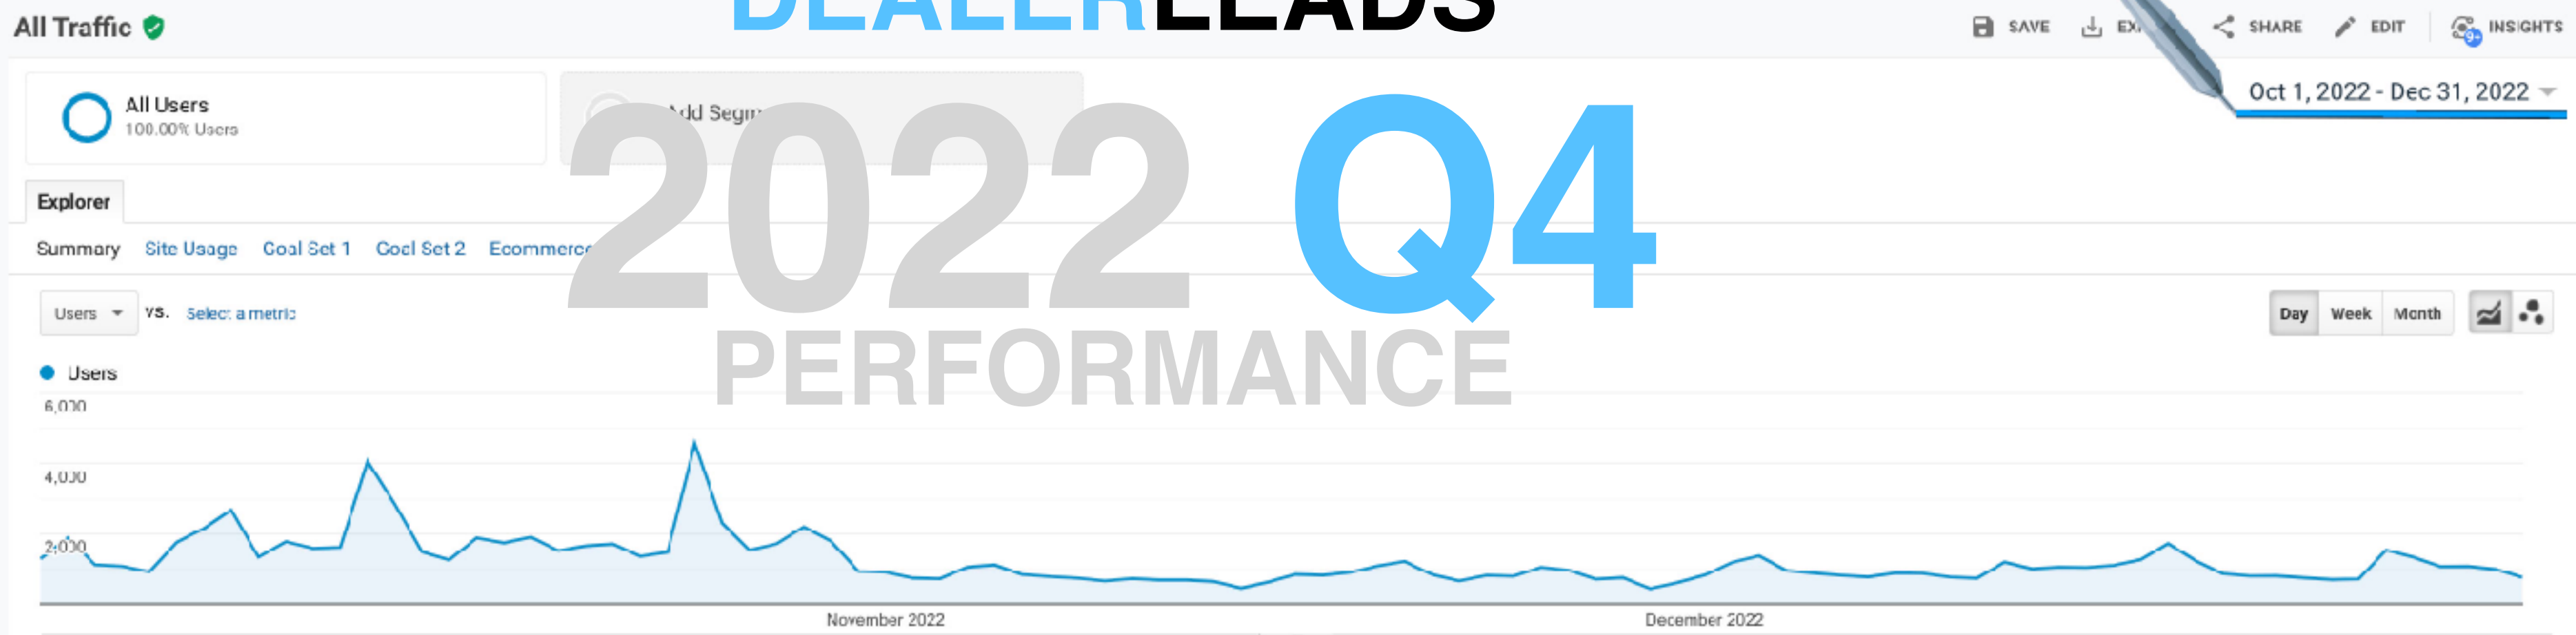 DEALERLEADS
All Traffic
SAVE
SHARE
EDIT
9+
INSIGHTS
All Users
100.00% Users
Oct 1, 2022 - Dec 31, 2022
2022 Q4
PERFORMANCE
Explorer
Summary Site Usage Goal Set 1 Goal Set 2 Ecommerce
Users VS. Select a metric
Day Week Month
Users
6,000
4,000
2,000
November 2022 December 2022